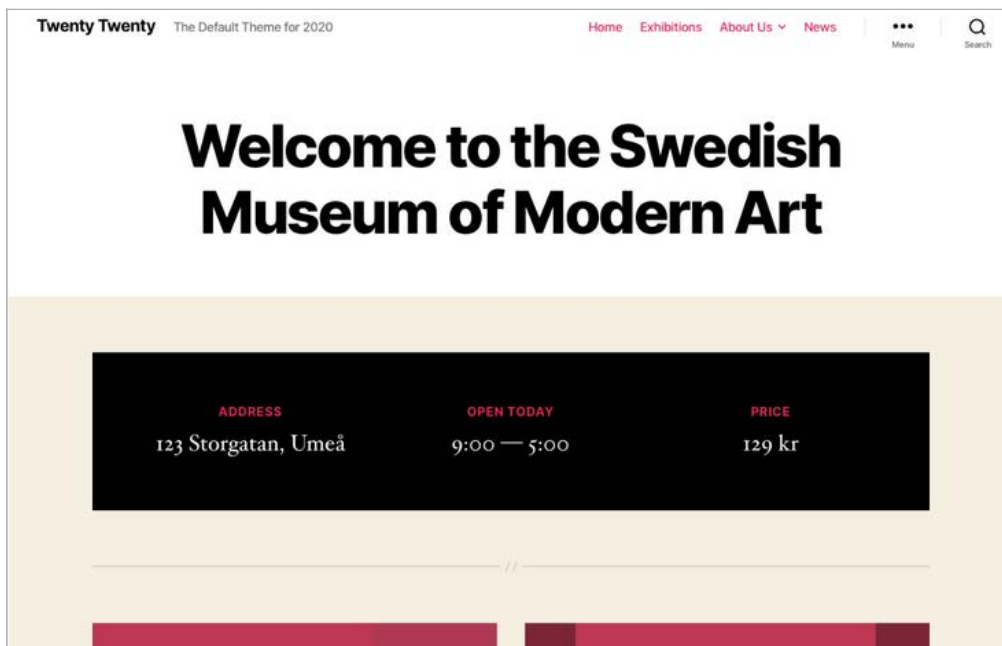 Twenty Twenty The Default Theme for 2020 Home Exhibitions About Us News
Menu Search
Welcome to the Swedish
Museum of Modern Art
ADDRESS OPEN TODAY PRICE
123 Storgatan, Umeå 9:00 — 5:00 129 kr
//